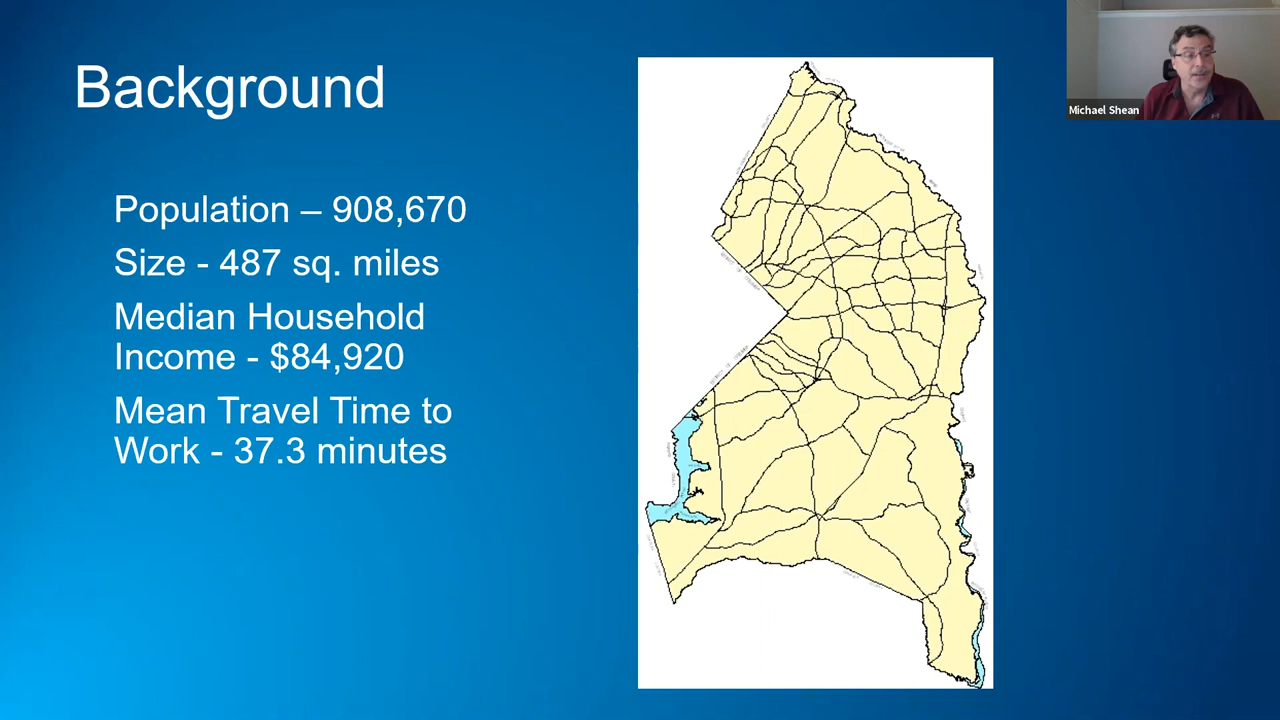 Background
Population – 908,670
Size - 487 sq. miles
Median Household
Income - $84,920
Mean Travel Time to
Work - 37.3 minutes
Michael Shean